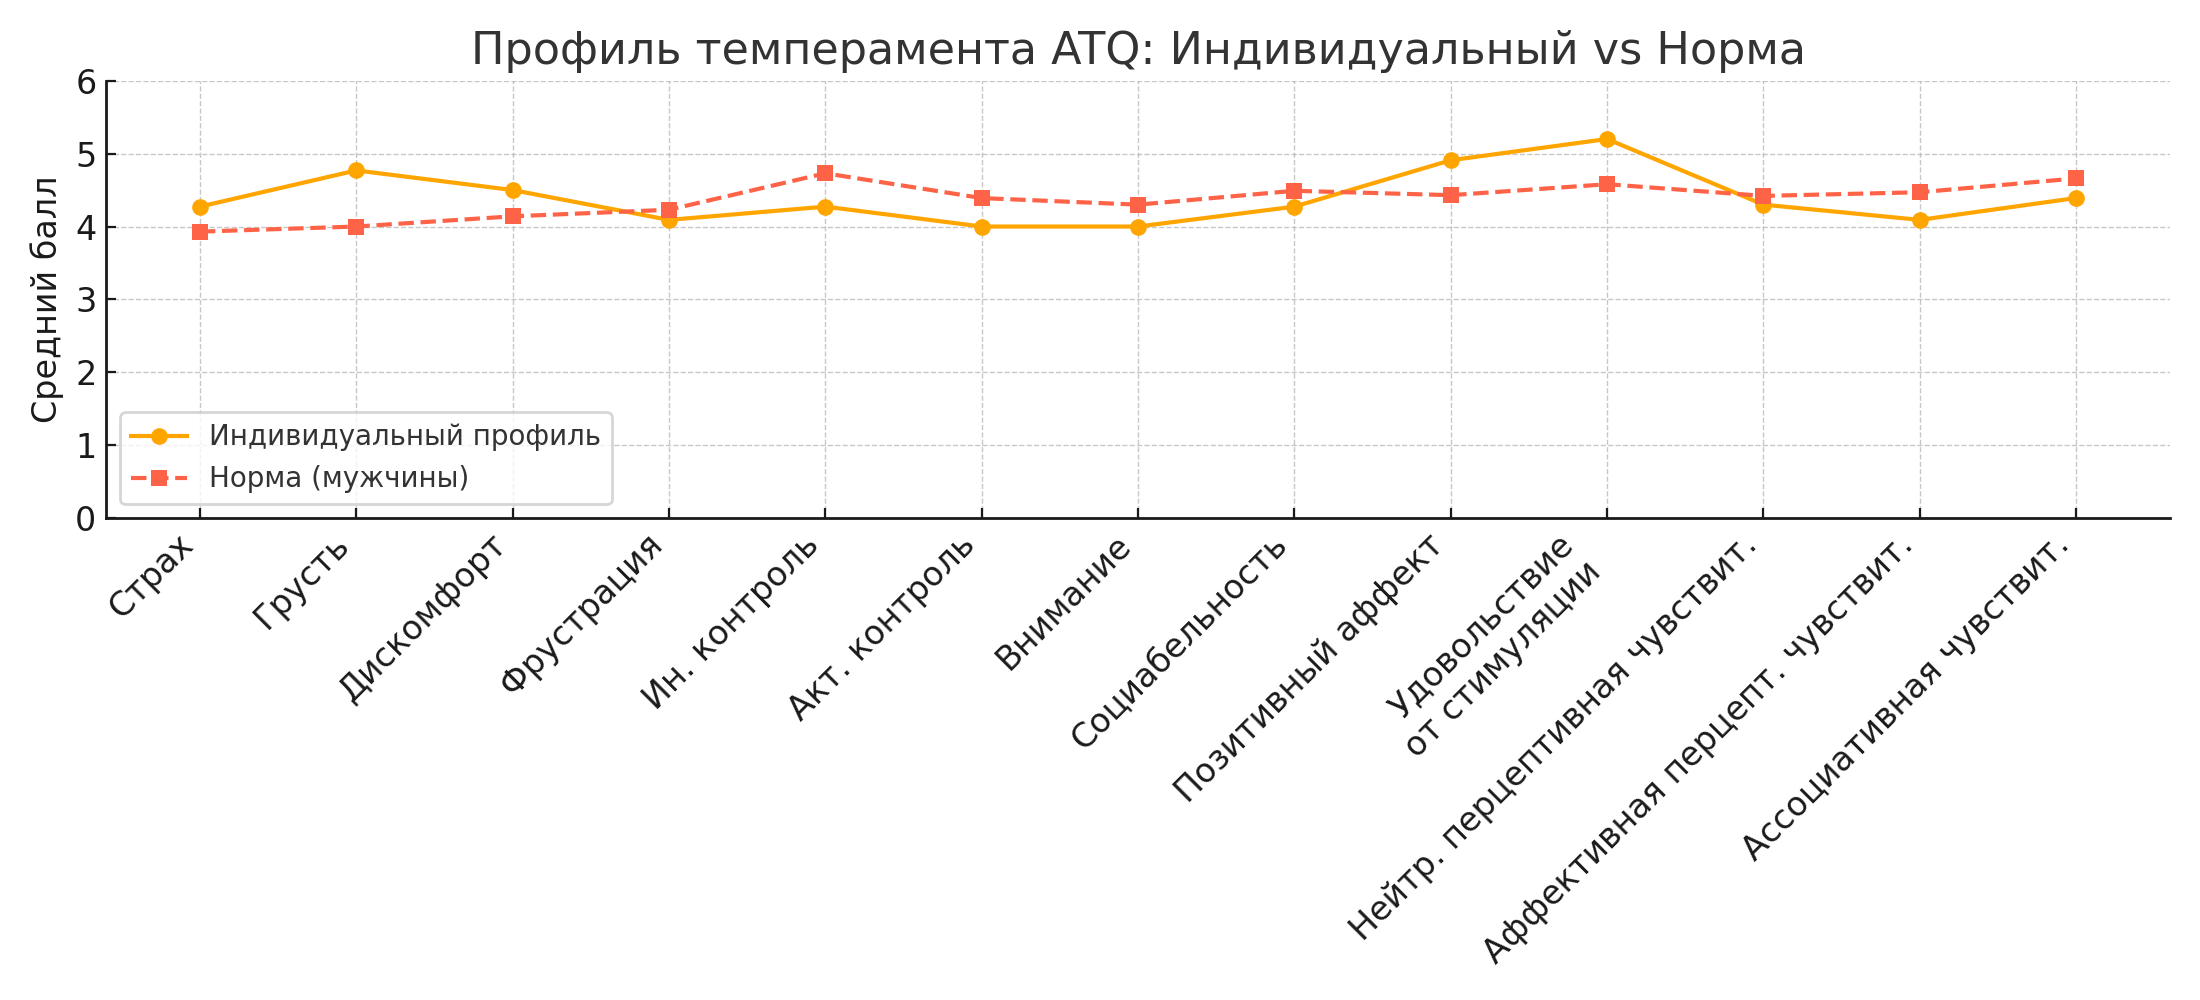 Профиль темперамента ATQ: Индивидуальный vs Норма
Средний балл
6
5
4
3
2
1
0
Индивидуальный профиль
Норма (мужчины)
Страх
Грусть
Дискомфорт
Фрустрация
Ин. контроль
Акт. контроль
Внимание
Социабельность
Позитивный аффект
Удовольствие
от стимуляции
Нейтр. перцептивная чувствит.
Аффективная перцепт. чувствит.
Ассоциативная чувствит.